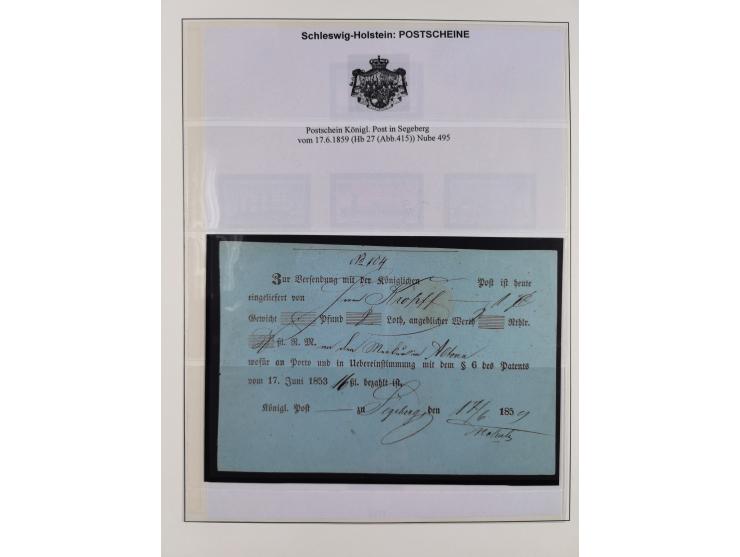 Schleswig-Holstein: POSTSCHEINE
Postschein Königl. Post in Segeberg
vom 17.6.1859 (Hb 27 (Abb.415)) Nube 495
No 104
Zur Versendung mit der Königlichen Post ist heute
eingeliefert von Kropff
Gewicht Pfund Loth, angeblicher Werth Rthlr.
ßl. R. M. Altona
wofür an Porto und in Uebereinstimmung mit dem § 6 des Patents
vom 17. Juni 1853 16 ßl. bezahlt ist.
Königl. Post zu Segeberg den 17/6 1859